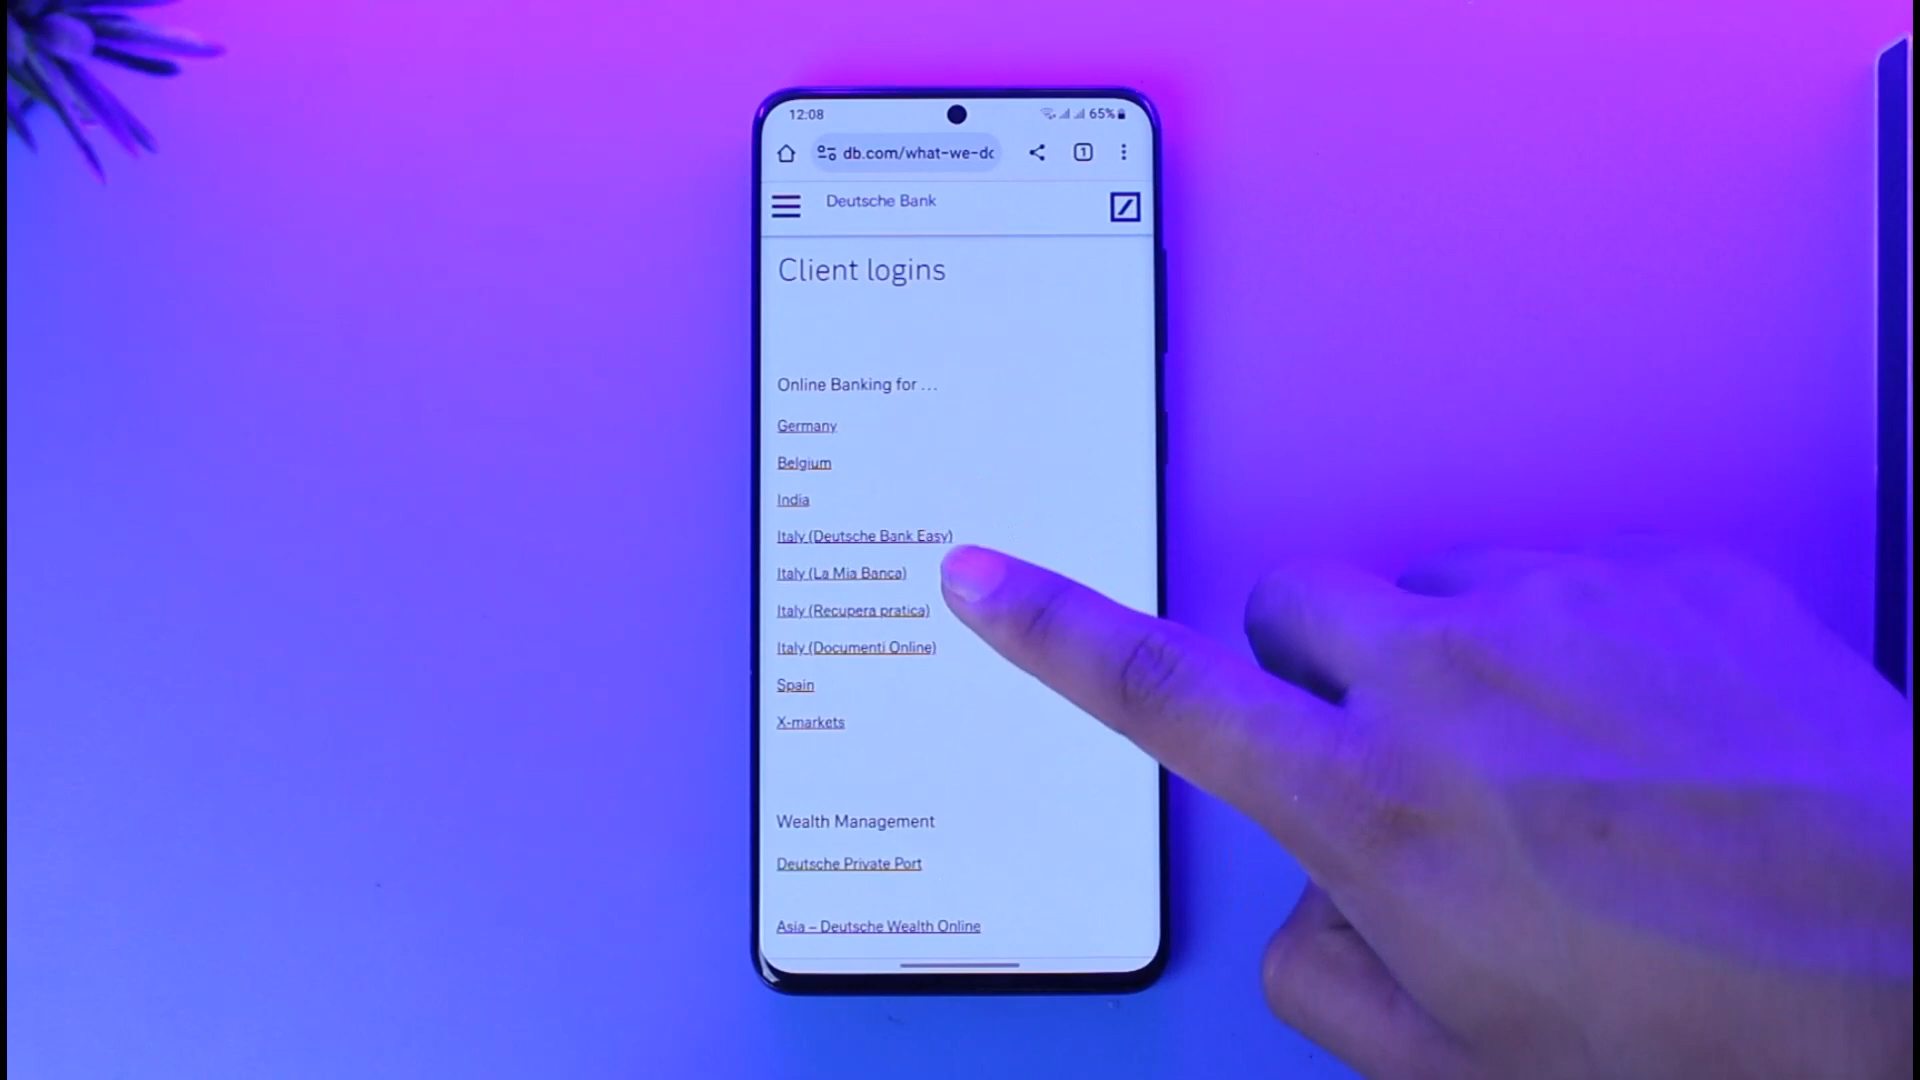 12:08
65%
db.com/what-we-do
1
Deutsche Bank
Client logins
Online Banking for ...
Germany
Belgium
India
Italy (Deutsche Bank Easy)
Italy (La Mia Banca)
Italy (Recupera pratica)
Italy (Documenti Online)
Spain
X-markets
Wealth Management
Deutsche Private Port
Asia – Deutsche Wealth Online